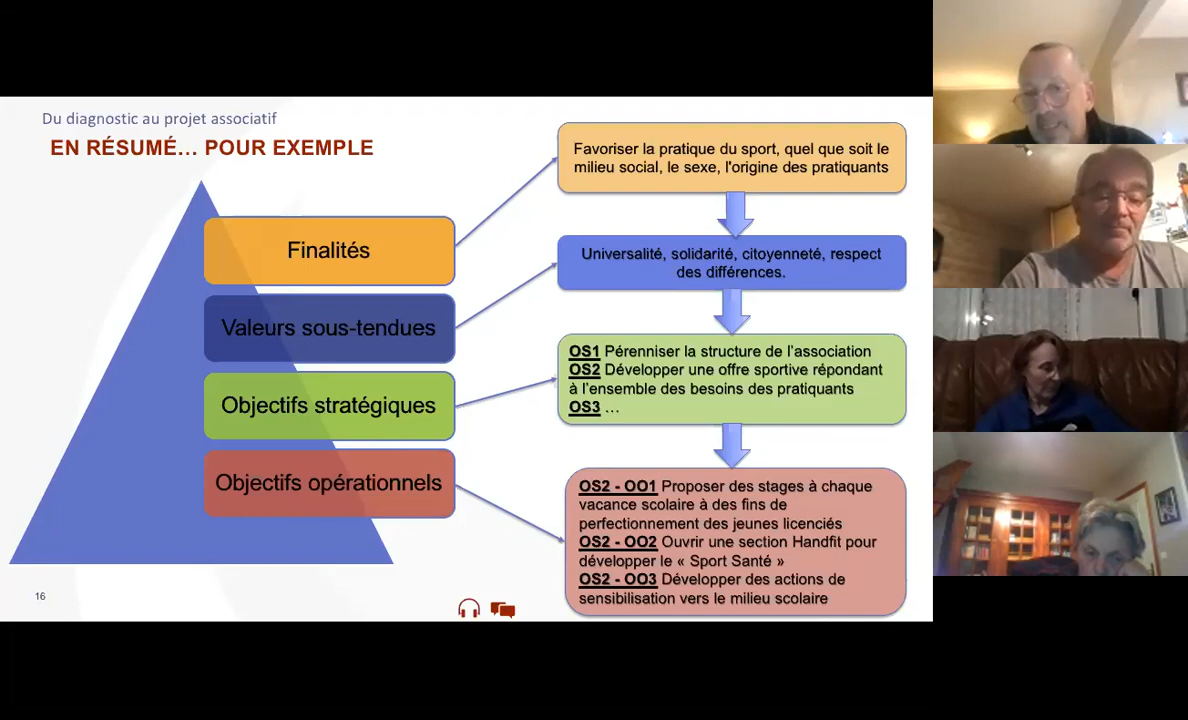 Du diagnostic au projet associatif
EN RÉSUMÉ… POUR EXEMPLE
Finalités
Valeurs sous-tendues
Objectifs stratégiques
Objectifs opérationnels
Favoriser la pratique du sport, quel que soit le
milieu social, le sexe, l'origine des pratiquants
Universalité, solidarité, citoyenneté, respect
des différences.
OS1 Pérenniser la structure de l’association
OS2 Développer une offre sportive répondant
à l’ensemble des besoins des pratiquants
OS3 …
OS2 - OO1 Proposer des stages à chaque
vacance scolaire à des fins de
perfectionnement des jeunes licenciés
OS2 - OO2 Ouvrir une section Handfit pour
développer le « Sport Santé »
OS2 - OO3 Développer des actions de
sensibilisation vers le milieu scolaire
16